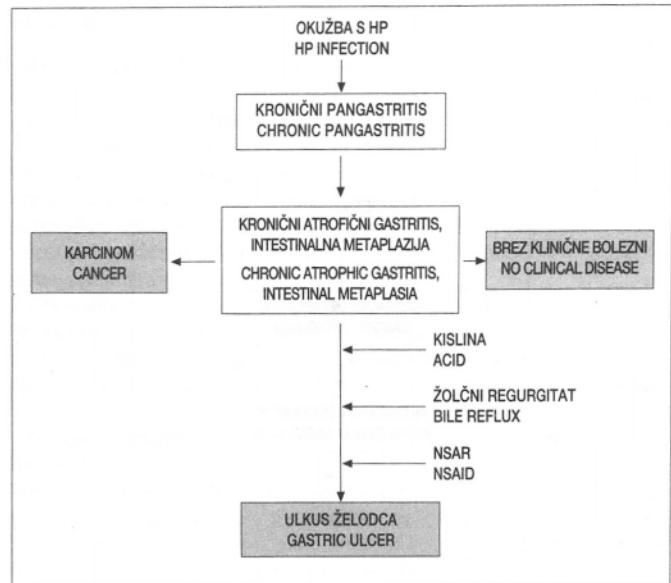 OKUŽBA S HP
HP INFECTION
KRONIČNI PANGASTRITIS
CHRONIC PANGASTRITIS
KARCINOM
CANCER
KRONIČNI ATROFIČNI GASTRITIS,
INTESTINALNA METAPLAZIJA
CHRONIC ATROPHIC GASTRITIS,
INTESTINAL METAPLASIA
BREZ KLINIČNE BOLEZNI
NO CLINICAL DISEASE
KISLINA
ACID
ŽOLČNI REGURGITAT
BILE REFLUX
NSAR
NSAID
ULKUS ŽELODCA
GASTRIC ULCER